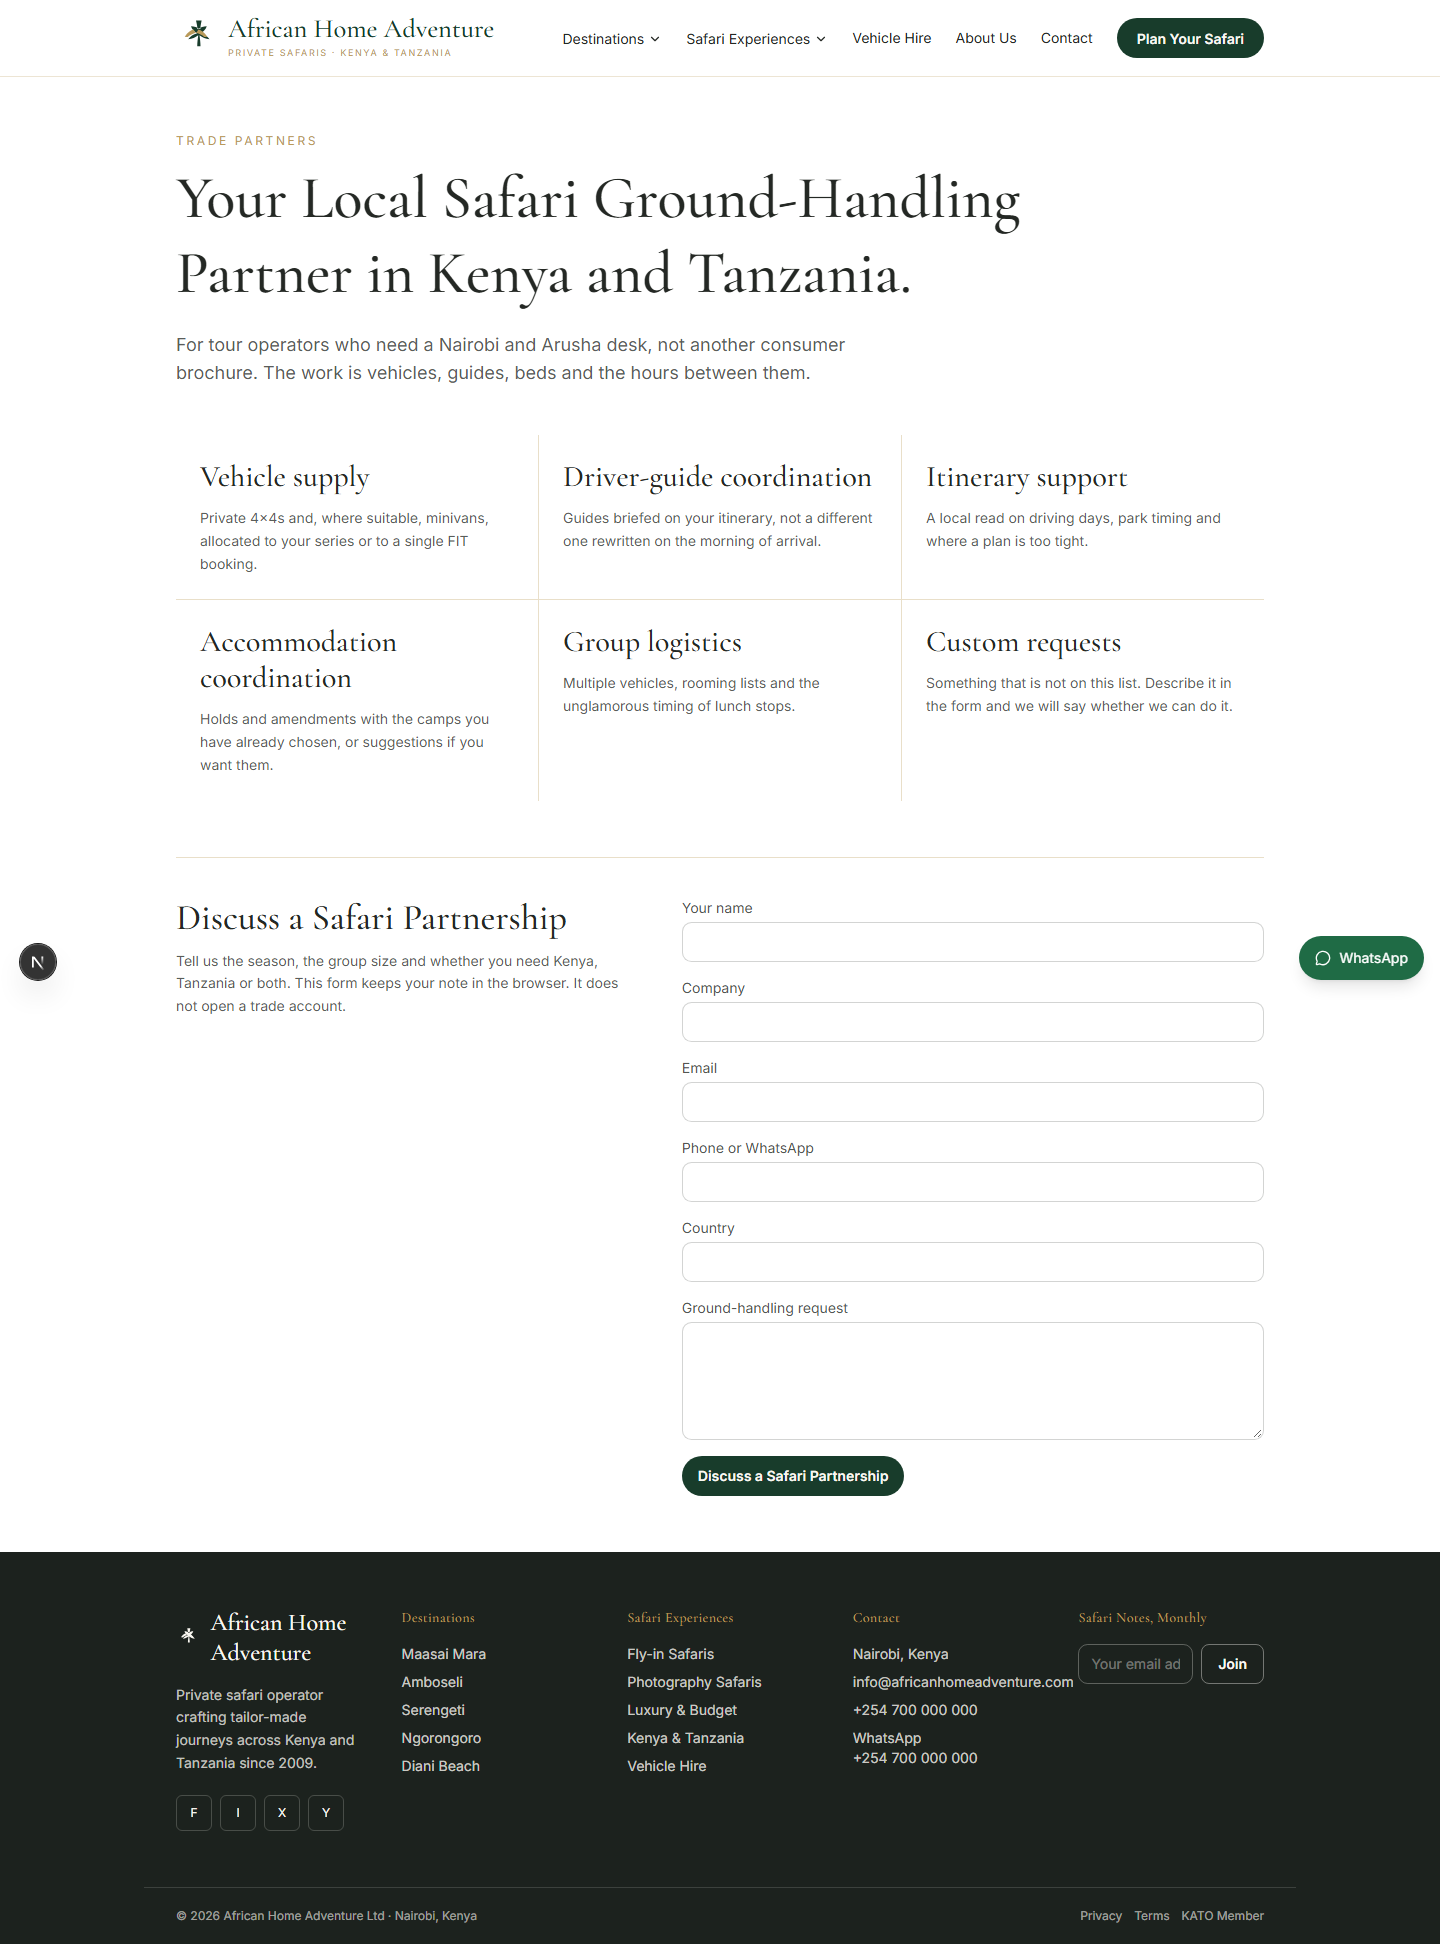 African Home Adventure
PRIVATE SAFARIS · KENYA & TANZANIA
Destinations
Safari Experiences
Vehicle Hire
About Us
Contact
Plan Your Safari
TRADE PARTNERS
Your Local Safari Ground-Handling
Partner in Kenya and Tanzania.
For tour operators who need a Nairobi and Arusha desk, not another consumer
brochure. The work is vehicles, guides, beds and the hours between them.
Vehicle supply
Private 4×4s and, where suitable, minivans,
allocated to your series or to a single FIT
booking.
Driver-guide coordination
Guides briefed on your itinerary, not a different
one rewritten on the morning of arrival.
Itinerary support
A local read on driving days, park timing and
where a plan is too tight.
Accommodation
coordination
Holds and amendments with the camps you
have already chosen, or suggestions if you
want them.
Group logistics
Multiple vehicles, rooming lists and the
unglamorous timing of lunch stops.
Custom requests
Something that is not on this list. Describe it in
the form and we will say whether we can do it.
Discuss a Safari Partnership
Tell us the season, the group size and whether you need Kenya,
Tanzania or both. This form keeps your note in the browser. It does
not open a trade account.
N
WhatsApp
Your name
Company
Email
Phone or WhatsApp
Country
Ground-handling request
Discuss a Safari Partnership
African Home
Adventure
Private safari operator
crafting tailor-made
journeys across Kenya and
Tanzania since 2009.
F
I
X
Y
Destinations
Maasai Mara
Amboseli
Serengeti
Ngorongoro
Diani Beach
Safari Experiences
Fly-in Safaris
Photography Safaris
Luxury & Budget
Kenya & Tanzania
Vehicle Hire
Contact
Nairobi, Kenya
info@africanhomeadventure.com
+254 700 000 000
WhatsApp
+254 700 000 000
Safari Notes, Monthly
Your email ad
Join
© 2026 African Home Adventure Ltd · Nairobi, Kenya
Privacy
Terms
KATO Member